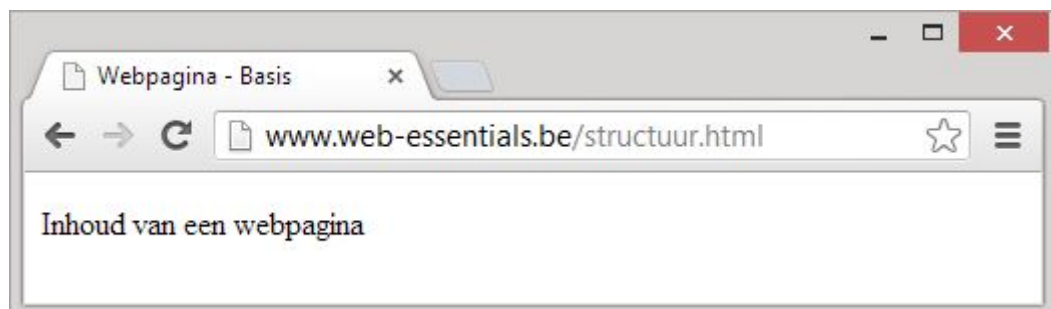 Webpagina - Basis
www.web-essentials.be/structuur.html
Inhoud van een webpagina